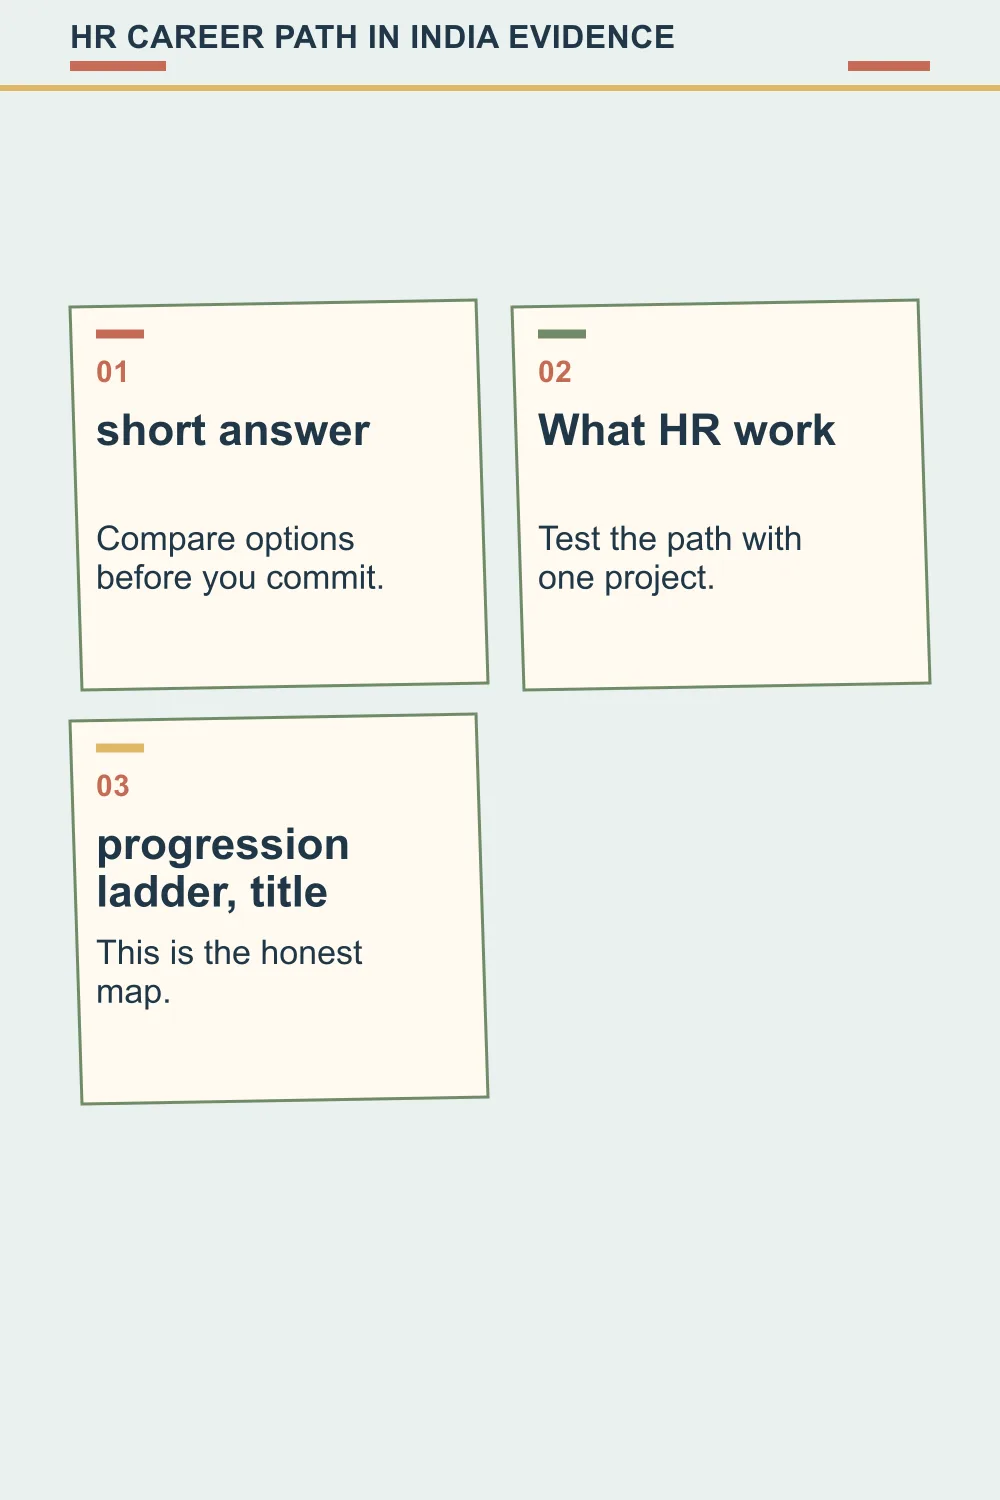 HR CAREER PATH IN INDIA EVIDENCE
01
short answer
Compare options
before you commit.
02
What HR work
Test the path with
one project.
03
progression
ladder, title
This is the honest
map.